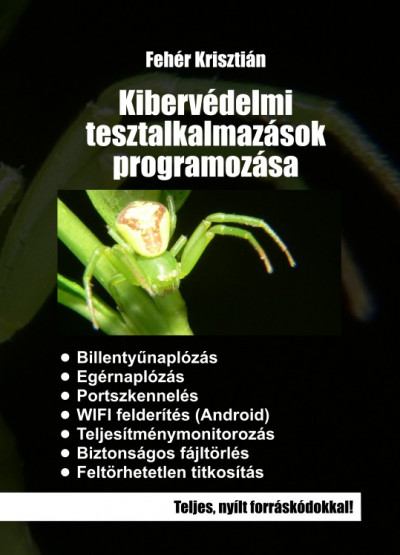 Fehér Krisztián
Kibervédelmi
tesztalkalmazások
programozása
• Billentyűnaplózás
• Egérnaplózás
• Portszkennelés
• WIFI felderítés (Android)
• Teljesítménymonitorozás
• Biztonságos fájltörlés
• Feltörhetetlen titkosítás
Teljes, nyílt forráskódokkal!